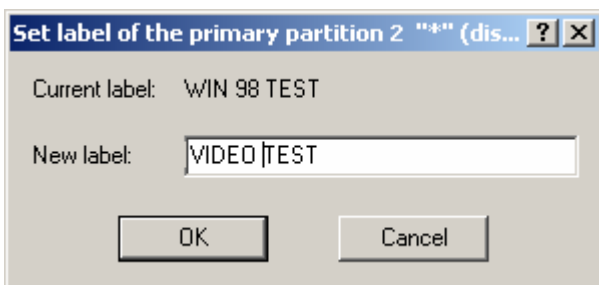 Set label of the primary partition 2 "*" (dis...
Current label: WIN 98 TEST
New label: VIDEO TEST
OK Cancel